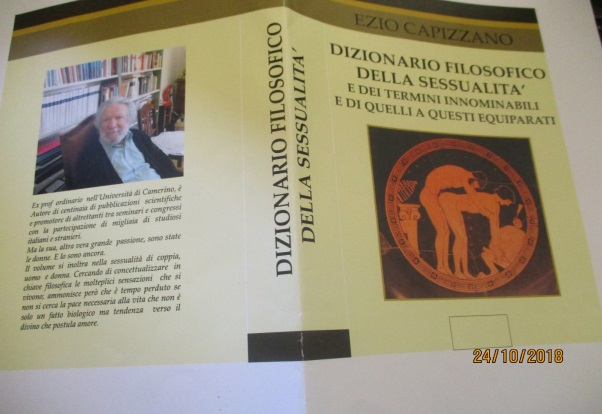 Ex prof ordinario nell'Università di Camerino, è
Autore di centinaia di pubblicazioni scientifiche
e promotore di altrettanti tra seminari e congressi
con la partecipazione di migliaia di studiosi
italiani e stranieri.
Ma la sua, altra vera grande passione, sono state
le donne. E lo sono ancora.
Il volume si inoltra nella sessualità di coppia,
uomo e donna. Cercando di concettualizzare in
chiave filosofica le molteplici sensazioni che si
vivono; ammonisce però che è tempo perduto se
non si cerca la pace necessaria alla vita che non è
solo un fatto biologico ma tendenza verso il
divino che postula amore.
DIZIONARIO FILOSOFICO
DELLA SESSUALITA'
EZIO CAPIZZANO
DIZIONARIO FILOSOFICO
DELLA SESSUALITA'
E DEI TERMINI INNOMINABILI
E DI QUELLI A QUESTI EQUIPARATI
24/10/2018